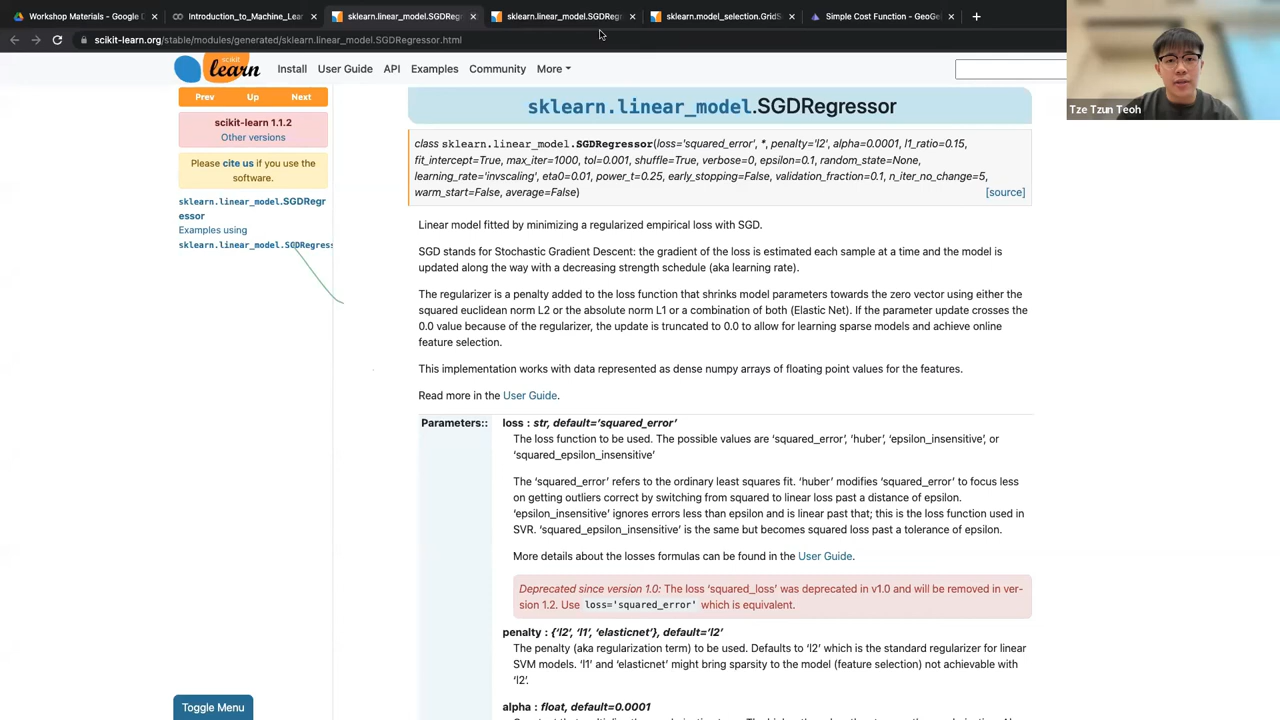 Workshop Materials - Google D
Introduction_to_Machine_Lear
sklearn.linear_model.SGDRegr
sklearn.linear_model.SGDRegr
sklearn.model_selection.GridS
Simple Cost Function - GeoGe
scikit-learn.org/stable/modules/generated/sklearn.linear_model.SGDRegressor.html
scikit learn
Install
User Guide
API
Examples
Community
More
Tze Tzun Teoh
Prev
Up
Next
scikit-learn 1.1.2
Other versions
Please cite us if you use the
software.
sklearn.linear_model.SGDRegr
essor
Examples using
sklearn.linear_model.SGDRegress
Toggle Menu
sklearn.linear_model.SGDRegressor
class sklearn.linear_model.SGDRegressor(loss='squared_error', *, penalty='l2', alpha=0.0001, l1_ratio=0.15,
fit_intercept=True, max_iter=1000, tol=0.001, shuffle=True, verbose=0, epsilon=0.1, random_state=None,
learning_rate='invscaling', eta0=0.01, power_t=0.25, early_stopping=False, validation_fraction=0.1, n_iter_no_change=5,
warm_start=False, average=False)
[source]
Linear model fitted by minimizing a regularized empirical loss with SGD.
SGD stands for Stochastic Gradient Descent: the gradient of the loss is estimated each sample at a time and the model is
updated along the way with a decreasing strength schedule (aka learning rate).
The regularizer is a penalty added to the loss function that shrinks model parameters towards the zero vector using either the
squared euclidean norm L2 or the absolute norm L1 or a combination of both (Elastic Net). If the parameter update crosses the
0.0 value because of the regularizer, the update is truncated to 0.0 to allow for learning sparse models and achieve online
feature selection.
This implementation works with data represented as dense numpy arrays of floating point values for the features.
Read more in the User Guide.
Parameters::
loss : str, default='squared_error'
The loss function to be used. The possible values are 'squared_error', 'huber', 'epsilon_insensitive', or
'squared_epsilon_insensitive'
The 'squared_error' refers to the ordinary least squares fit. 'huber' modifies 'squared_error' to focus less
on getting outliers correct by switching from squared to linear loss past a distance of epsilon.
'epsilon_insensitive' ignores errors less than epsilon and is linear past that; this is the loss function used in
SVR. 'squared_epsilon_insensitive' is the same but becomes squared loss past a tolerance of epsilon.
More details about the losses formulas can be found in the User Guide.
Deprecated since version 1.0: The loss 'squared_loss' was deprecated in v1.0 and will be removed in ver-
sion 1.2. Use loss='squared_error' which is equivalent.
penalty : {'l2', 'l1', 'elasticnet'}, default='l2'
The penalty (aka regularization term) to be used. Defaults to 'l2' which is the standard regularizer for linear
SVM models. 'l1' and 'elasticnet' might bring sparsity to the model (feature selection) not achievable with
'l2'.
alpha : float, default=0.0001